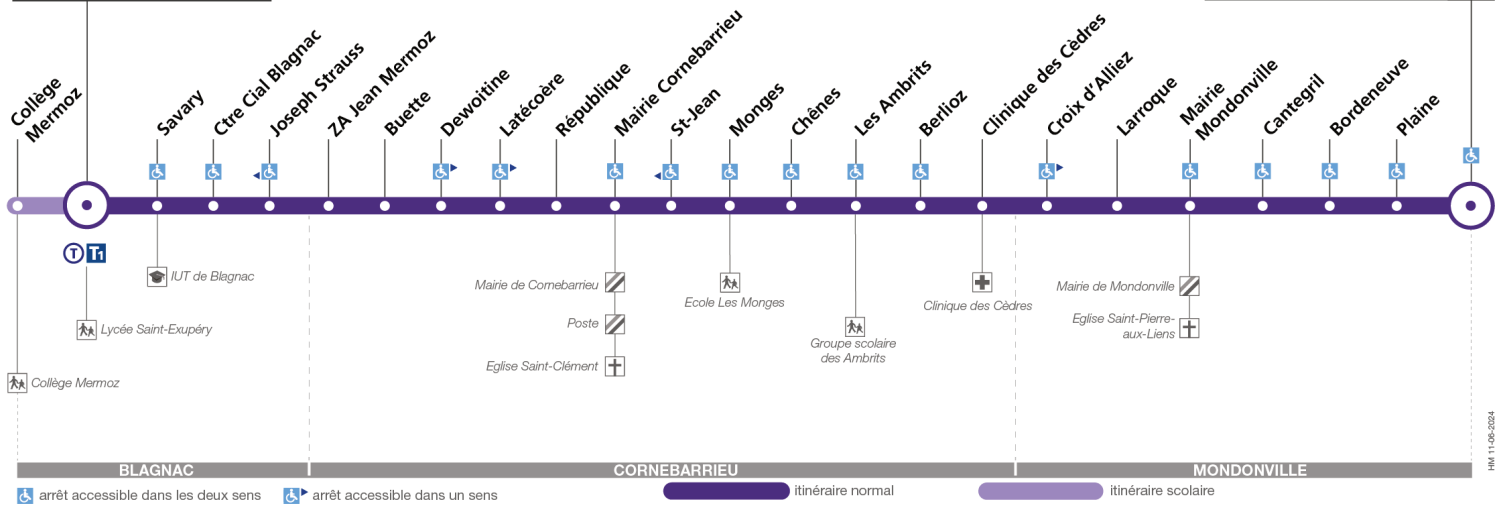 Collège
Mermoz
Savary
Ctre Cial Blagnac
Joseph Strauss
ZA Jean Mermoz
Buette
Devoitine
Latécoère
République
Mairie Cornebarrieu
St-Jean
Monges
Chênes
Les Ambrits
Berlioz
Clinique des Cèdres
Croix d'Alliez
Larroque
Mairie
Mondonville
Cantegril
Bordeneuve
Plaine
T T1
IUT de Blagnac
Lycée Saint-Exupéry
Collège Mermoz
Mairie de Cornebarrieu
Poste
Eglise Saint-Clément
Ecole Les Monges
Groupe scolaire
des Ambrits
Clinique des Cèdres
Mairie de Mondonville
Eglise Saint-Pierre-
aux-Liens
HM 11-06-2024
BLAGNAC
CORNEBARRIEU
MONDONVILLE
arrêt accessible dans les deux sens
arrêt accessible dans un sens
itinéraire normal
itinéraire scolaire